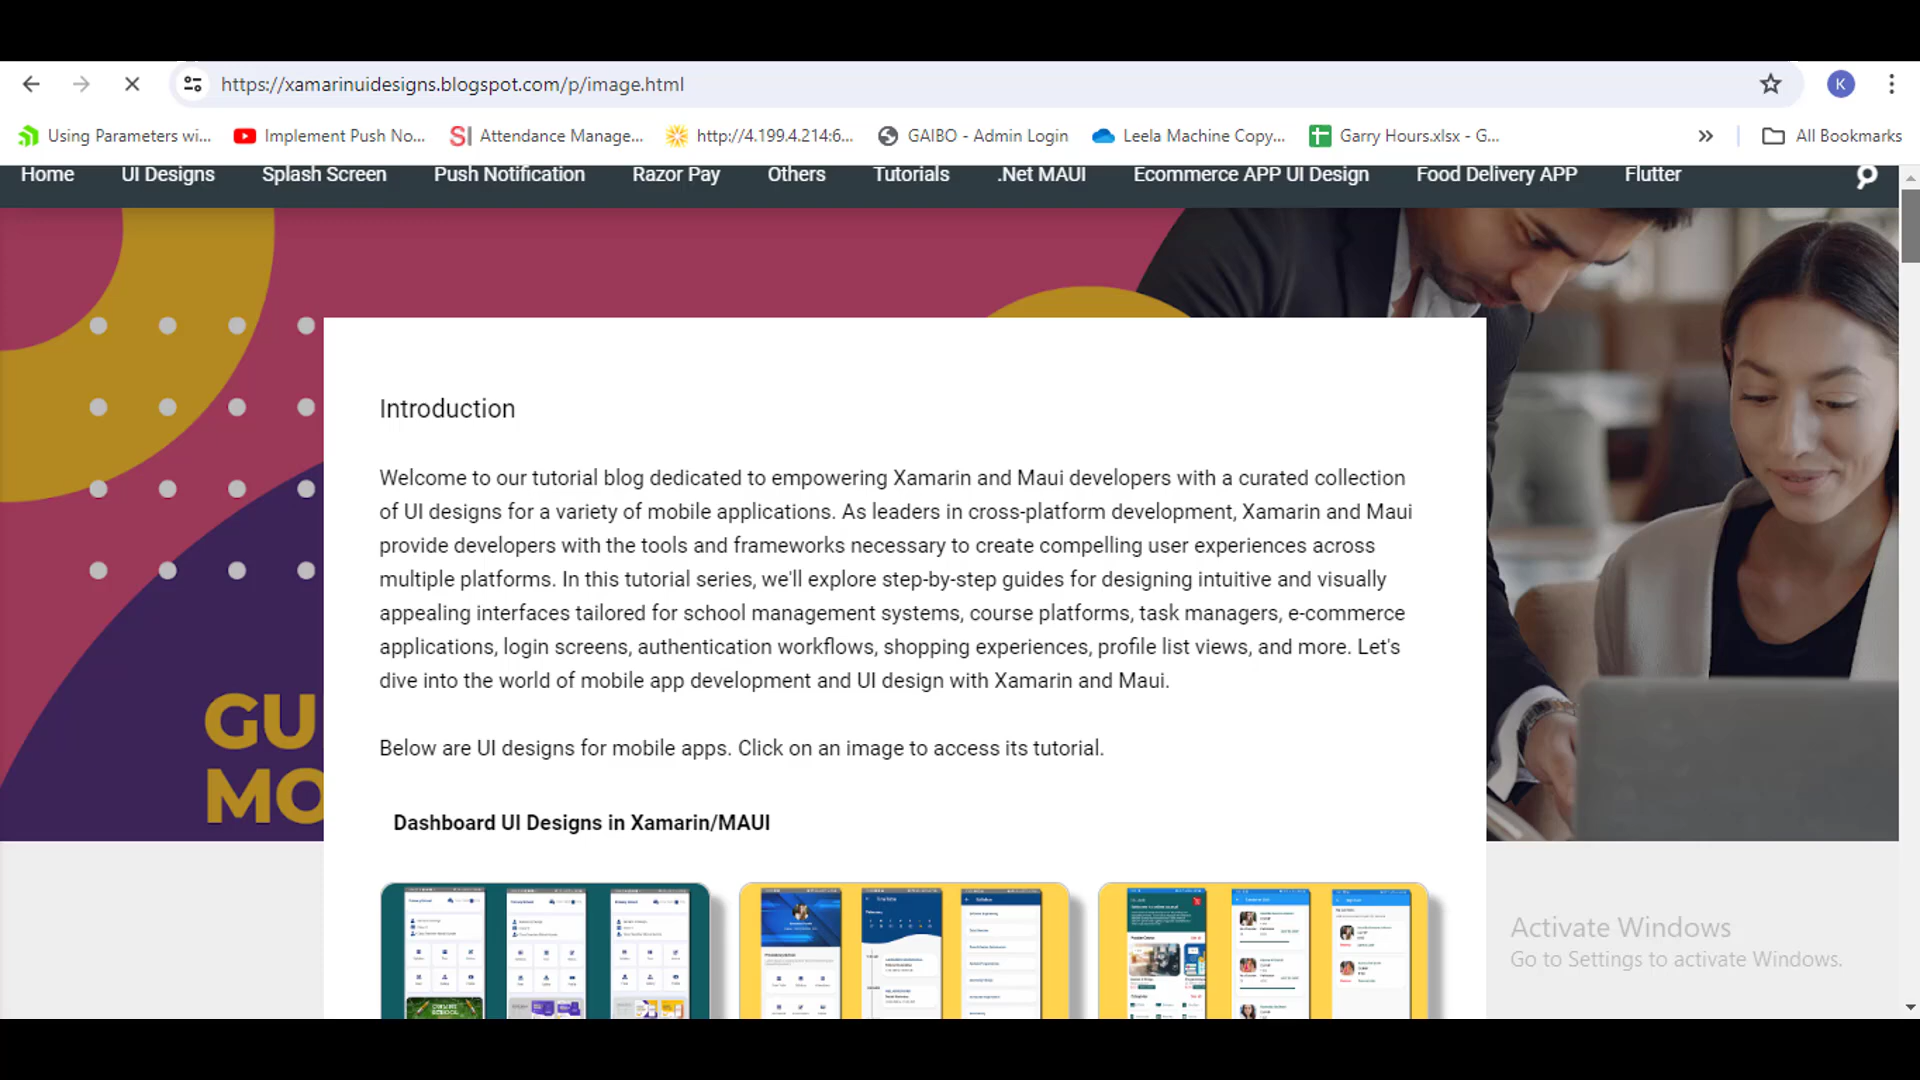 https://xamarinuidesigns.blogspot.com/p/image.html
K
Using Parameters wi... Implement Push No... Attendance Manage... http://4.199.4.214:6... GAIBO - Admin Login Leela Machine Copy... Garry Hours.xlsx - G... » All Bookmarks
Home UI Designs Splash Screen Push Notification Razor Pay Others Tutorials .Net MAUI Ecommerce APP UI Design Food Delivery APP Flutter
Introduction
Welcome to our tutorial blog dedicated to empowering Xamarin and Maui developers with a curated collection
of UI designs for a variety of mobile applications. As leaders in cross-platform development, Xamarin and Maui
provide developers with the tools and frameworks necessary to create compelling user experiences across
multiple platforms. In this tutorial series, we'll explore step-by-step guides for designing intuitive and visually
appealing interfaces tailored for school management systems, course platforms, task managers, e-commerce
applications, login screens, authentication workflows, shopping experiences, profile list views, and more. Let's
dive into the world of mobile app development and UI design with Xamarin and Maui.
GU
MO
Below are UI designs for mobile apps. Click on an image to access its tutorial.
Dashboard UI Designs in Xamarin/MAUI
Activate Windows
Go to Settings to activate Windows.